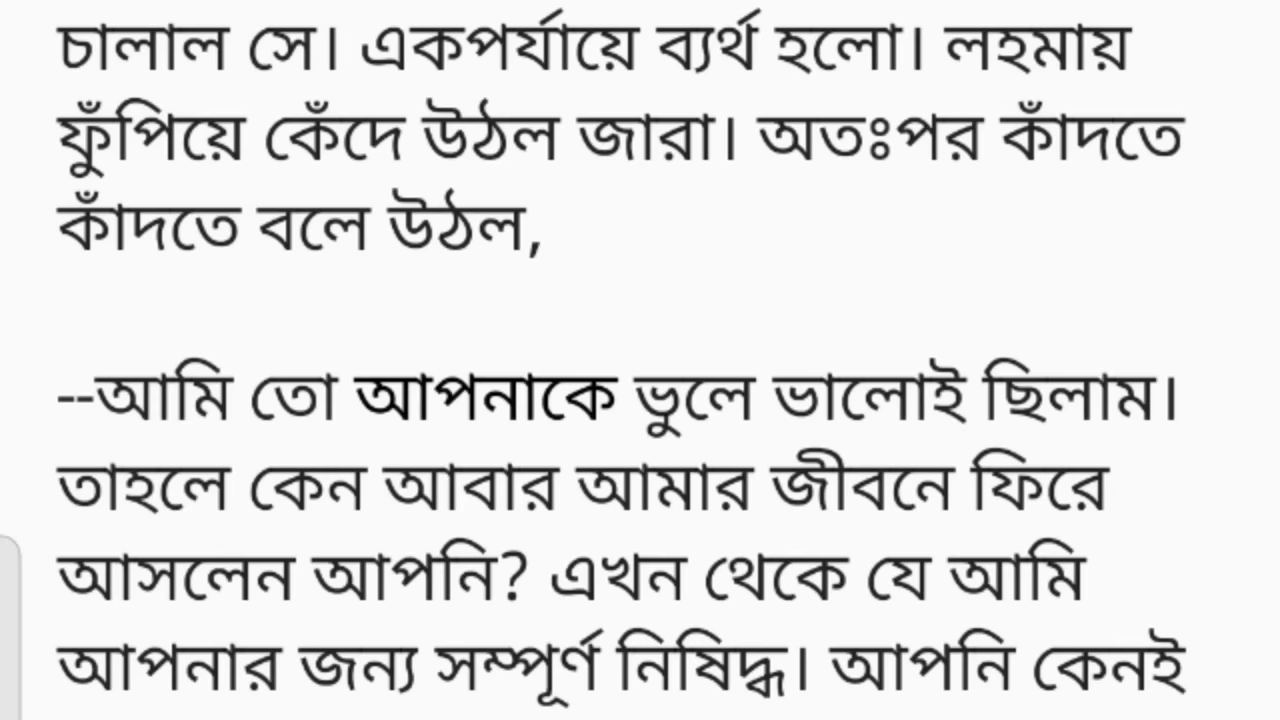 চালাল সে। একপর্যায়ে ব্যর্থ হলো। লহমায়
ফুঁপিয়ে কেঁদে উঠল জারা। অতঃপর কাঁদতে
কাঁদতে বলে উঠল,
--আমি তো আপনাকে ভুলে ভালোই ছিলাম।
তাহলে কেন আবার আমার জীবনে ফিরে
আসলেন আপনি? এখন থেকে যে আমি
আপনার জন্য সম্পূর্ণ নিষিদ্ধ। আপনি কেনই